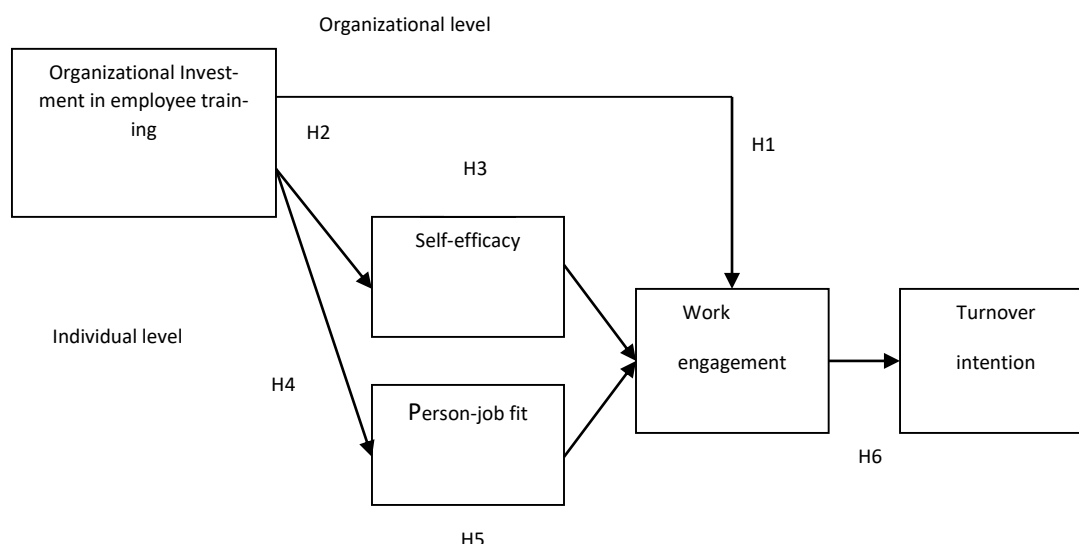 Organizational level
Organizational Invest-
ment in employee train-
ing
H2
H1
H3
Self-efficacy
Work
engagement
Turnover
intention
Individual level
H4
Person-job fit
H6
H5